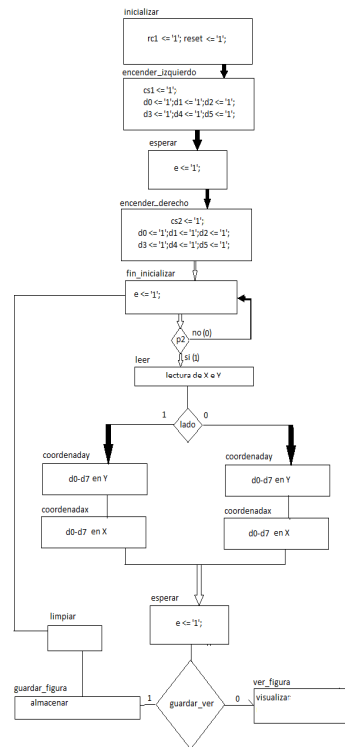 inicializar
rc1 <= '1'; reset <= '1';
encender_izquierdo
cs1 <= '1';
d0 <= '1';d1 <= '1';d2 <= '1';
d3 <= '1';d4 <= '1';d5 <= '1';
esperar
e <= '1';
encender_derecho
cs2 <= '1';
d0 <= '1';d1 <= '1';d2 <= '1';
d3 <= '1';d4 <= '1';d5 <= '1';
fin_inicializar
e <= '1';
no (0)
p2
si (1)
leer
lectura de X e Y
1
lado
0
coordenaday
d0-d7 en Y
coordenadax
d0-d7 en X
coordenaday
d0-d7 en Y
coordenadax
d0-d7 en X
esperar
e <= '1';
limpiar
guardar_figura
almacenar
1
guardar_ver
0
ver_figura
visualizar